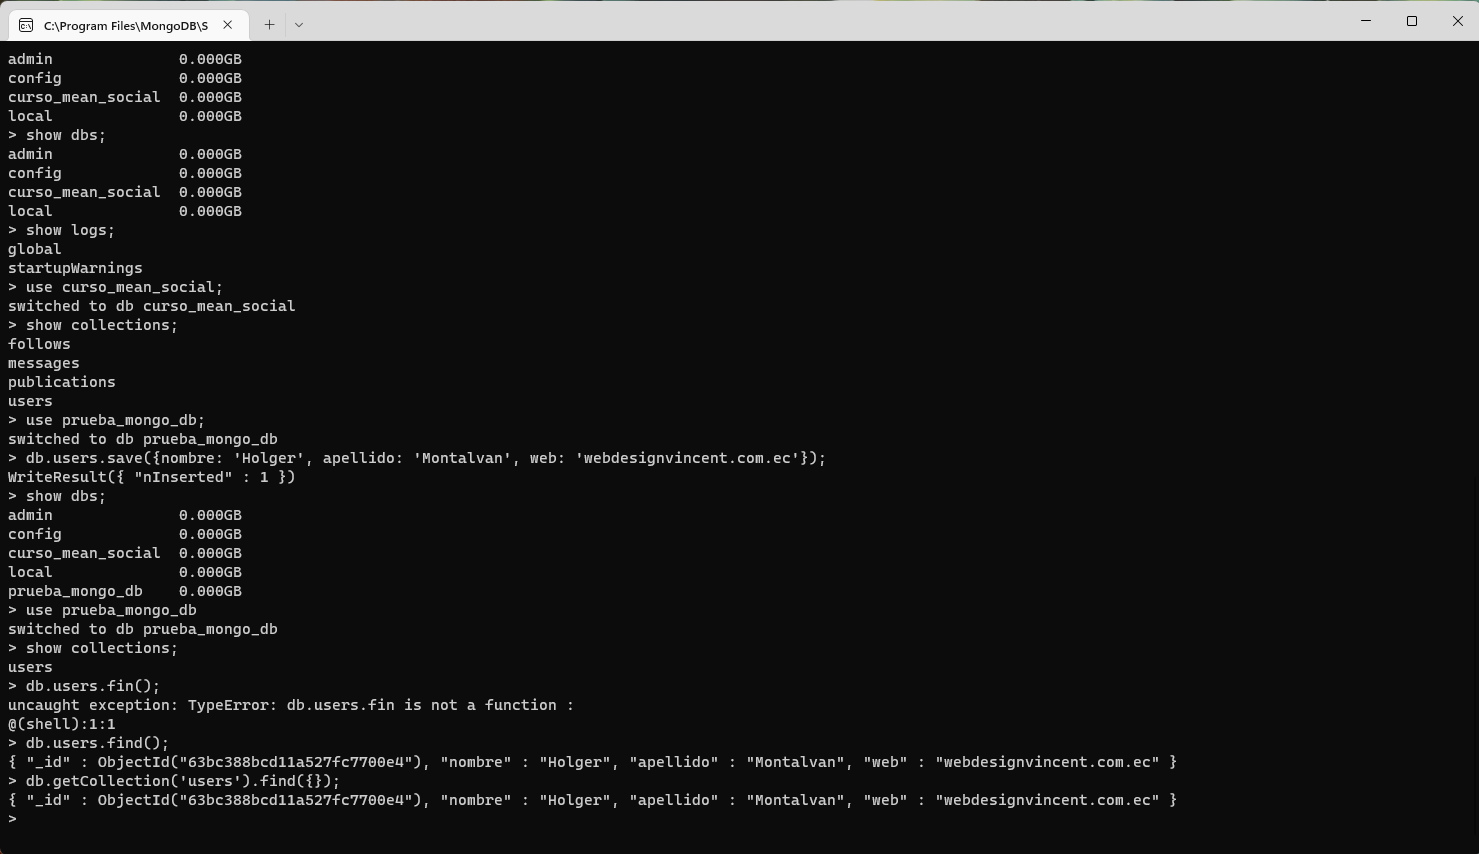 C:\Program Files\MongoDB\S
admin              0.000GB
config             0.000GB
curso_mean_social  0.000GB
local              0.000GB
> show dbs;
admin              0.000GB
config             0.000GB
curso_mean_social  0.000GB
local              0.000GB
> show logs;
global
startupWarnings
> use curso_mean_social;
switched to db curso_mean_social
> show collections;
follows
messages
publications
users
> use prueba_mongo_db;
switched to db prueba_mongo_db
> db.users.save({nombre: 'Holger', apellido: 'Montalvan', web: 'webdesignvincent.com.ec'});
WriteResult({ "nInserted" : 1 })
> show dbs;
admin              0.000GB
config             0.000GB
curso_mean_social  0.000GB
local              0.000GB
prueba_mongo_db    0.000GB
> use prueba_mongo_db
switched to db prueba_mongo_db
> show collections;
users
> db.users.fin();
uncaught exception: TypeError: db.users.fin is not a function :
@(shell):1:1
> db.users.find();
{ "_id" : ObjectId("63bc388bcd11a527fc7700e4"), "nombre" : "Holger", "apellido" : "Montalvan", "web" : "webdesignvincent.com.ec" }
> db.getCollection('users').find({});
{ "_id" : ObjectId("63bc388bcd11a527fc7700e4"), "nombre" : "Holger", "apellido" : "Montalvan", "web" : "webdesignvincent.com.ec" }
>